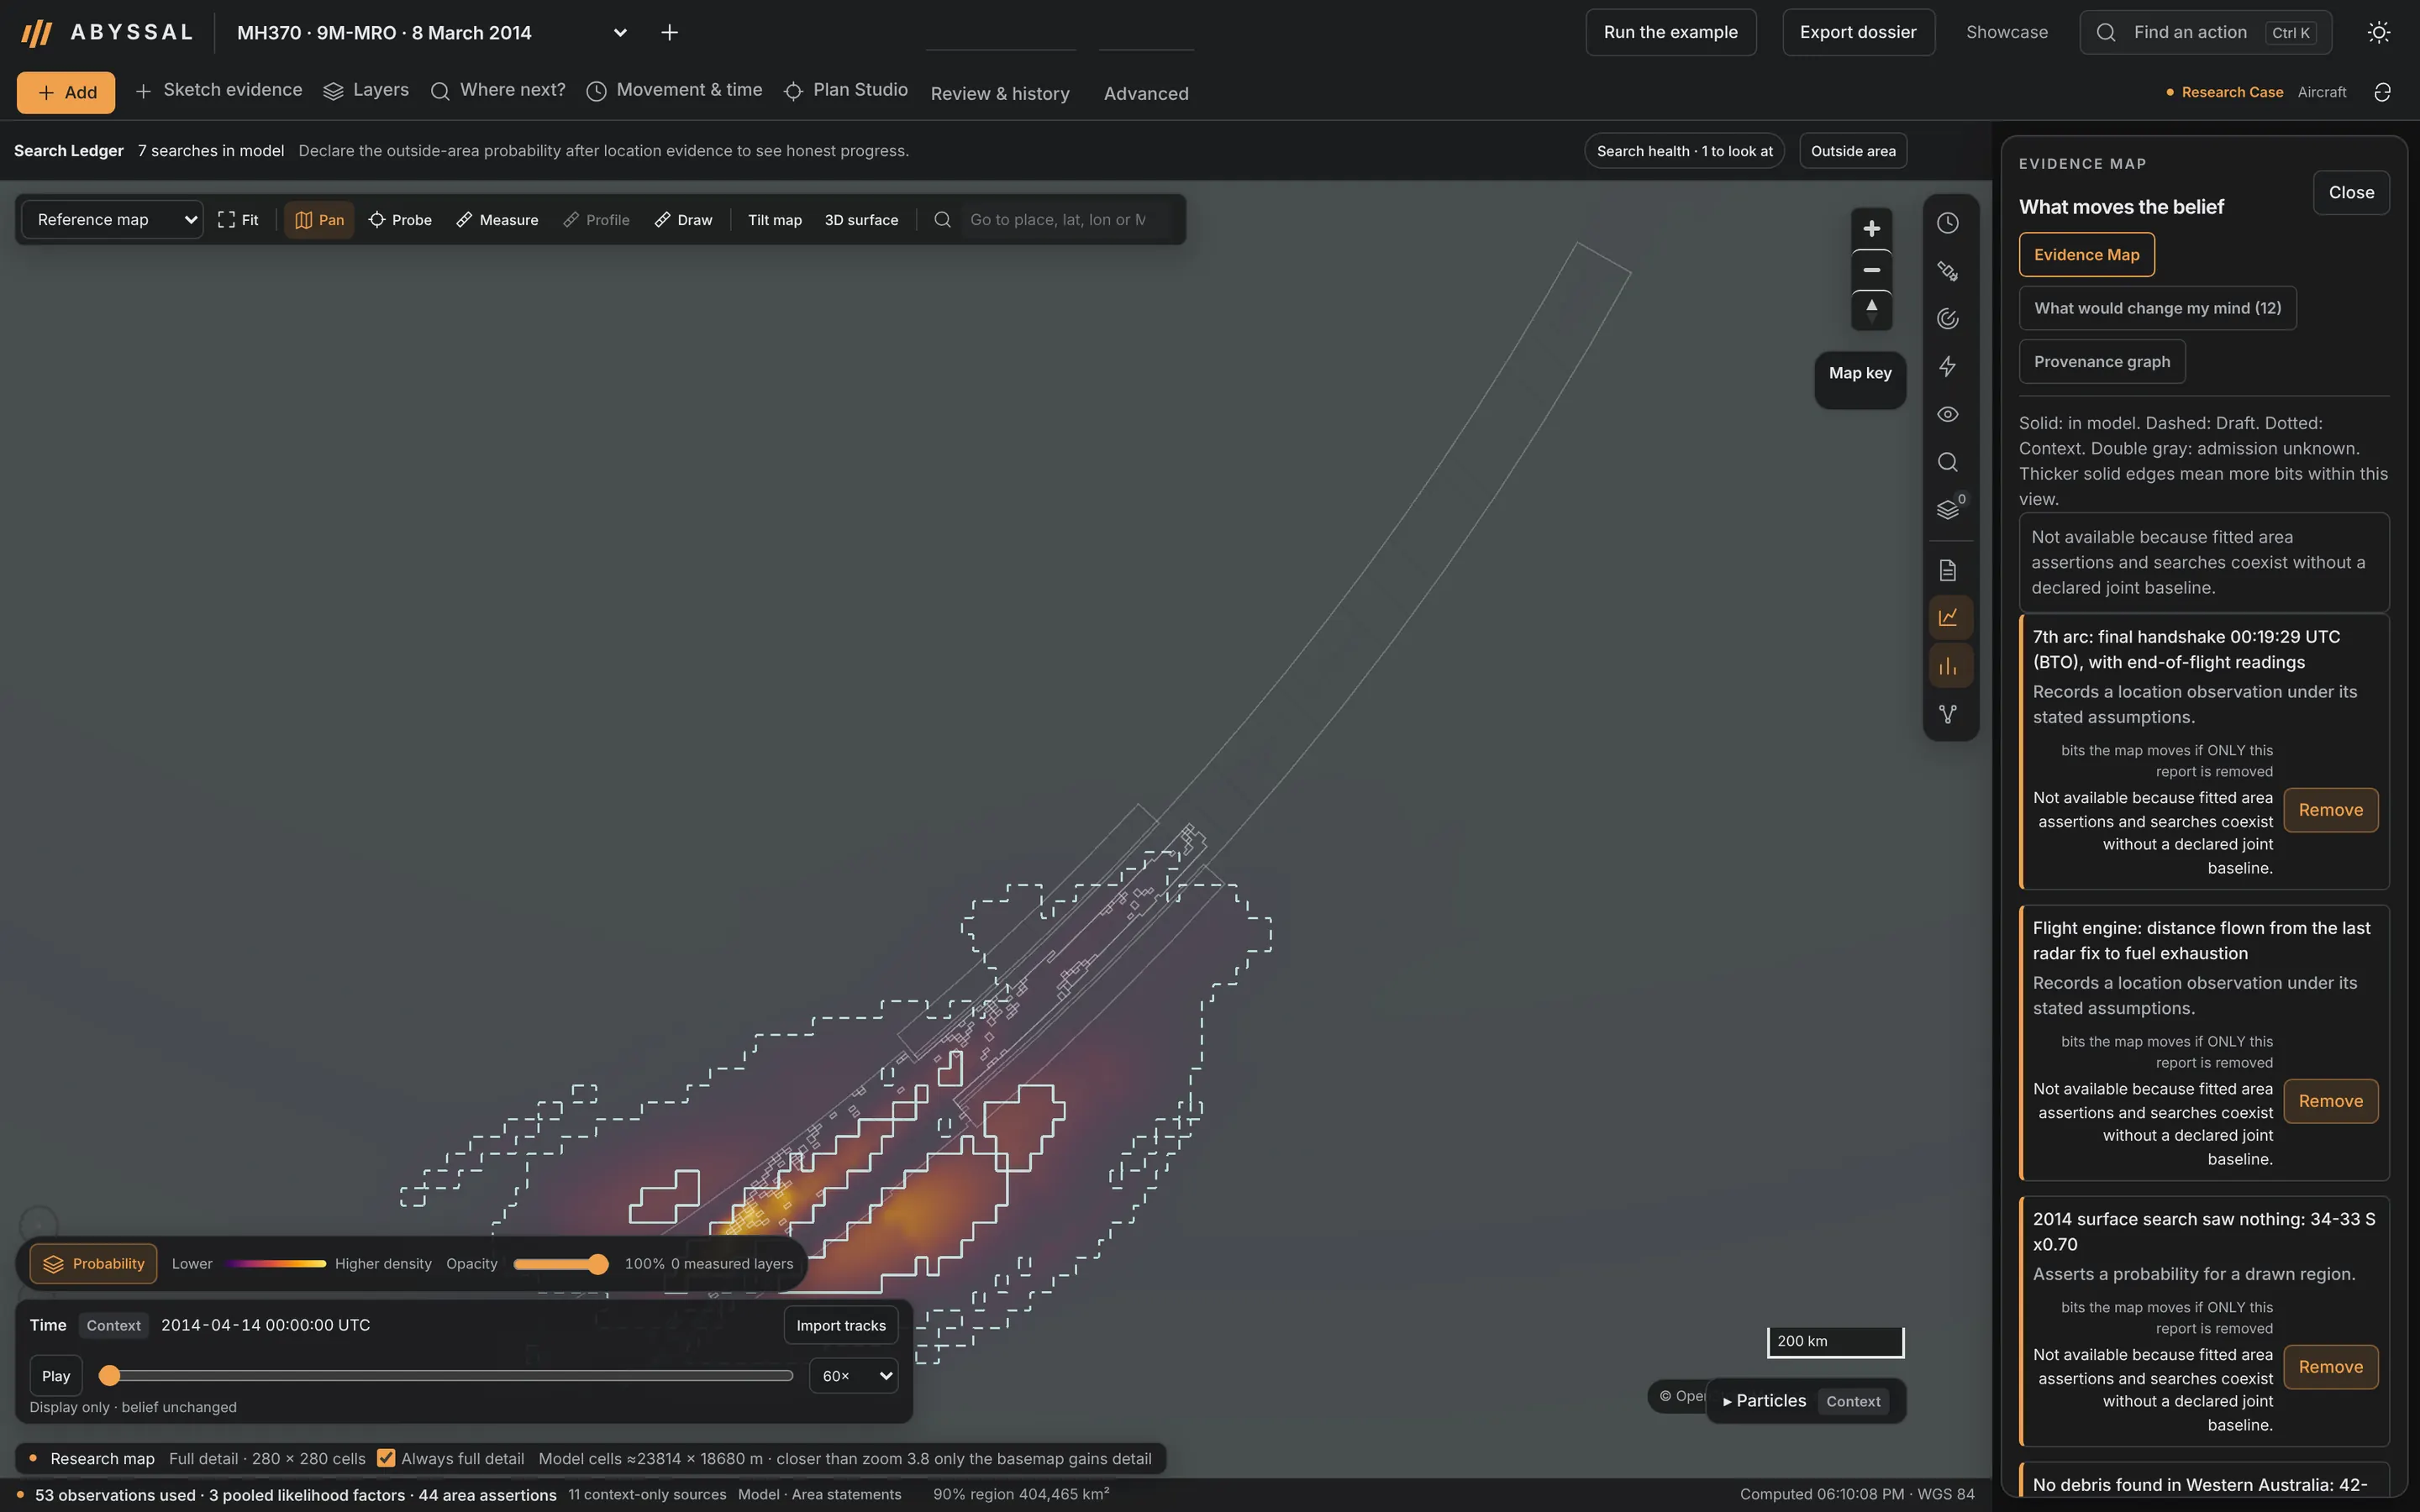 ABYSSAL
MH370 · 9M-MRO · 8 March 2014
Run the example
Export dossier
Showcase
Find an action
Ctrl K
Add
Sketch evidence
Layers
Where next?
Movement & time
Plan Studio
Review & history
Advanced
Research Case
Aircraft
Search Ledger
7 searches in model
Declare the outside-area probability after location evidence to see honest progress.
Search health · 1 to look at
Outside area
Reference map
Fit
Pan
Probe
Measure
Profile
Draw
Tilt map
3D surface
Go to place, lat, lon or M
Map key
0
200 km
© Oper
▸ Particles
Context
Probability
Lower
Higher density
Opacity
100%
0 measured layers
Time
Context
2014-04-14 00:00:00 UTC
Import tracks
Play
60×
Display only · belief unchanged
Research map
Full detail · 280 × 280 cells
Always full detail
Model cells ≈23814 × 18680 m · closer than zoom 3.8 only the basemap gains detail
53 observations used · 3 pooled likelihood factors · 44 area assertions
11 context-only sources
Model · Area statements
90% region 404,465 km²
Computed 06:10:08 PM · WGS 84
EVIDENCE MAP
What moves the belief
Close
Evidence Map
What would change my mind (12)
Provenance graph
Solid: in model. Dashed: Draft. Dotted:
Context. Double gray: admission unknown.
Thicker solid edges mean more bits within this
view.
Not available because fitted area
assertions and searches coexist without a
declared joint baseline.
7th arc: final handshake 00:19:29 UTC
(BTO), with end-of-flight readings
Records a location observation under its
stated assumptions.
bits the map moves if ONLY this
report is removed
Not available because fitted area
assertions and searches coexist
without a declared joint
baseline.
Remove
Flight engine: distance flown from the last
radar fix to fuel exhaustion
Records a location observation under its
stated assumptions.
bits the map moves if ONLY this
report is removed
Not available because fitted area
assertions and searches coexist
without a declared joint
baseline.
Remove
2014 surface search saw nothing: 34-33 S
x0.70
Asserts a probability for a drawn region.
bits the map moves if ONLY this
report is removed
Not available because fitted area
assertions and searches coexist
without a declared joint
baseline.
Remove
No debris found in Western Australia: 42-